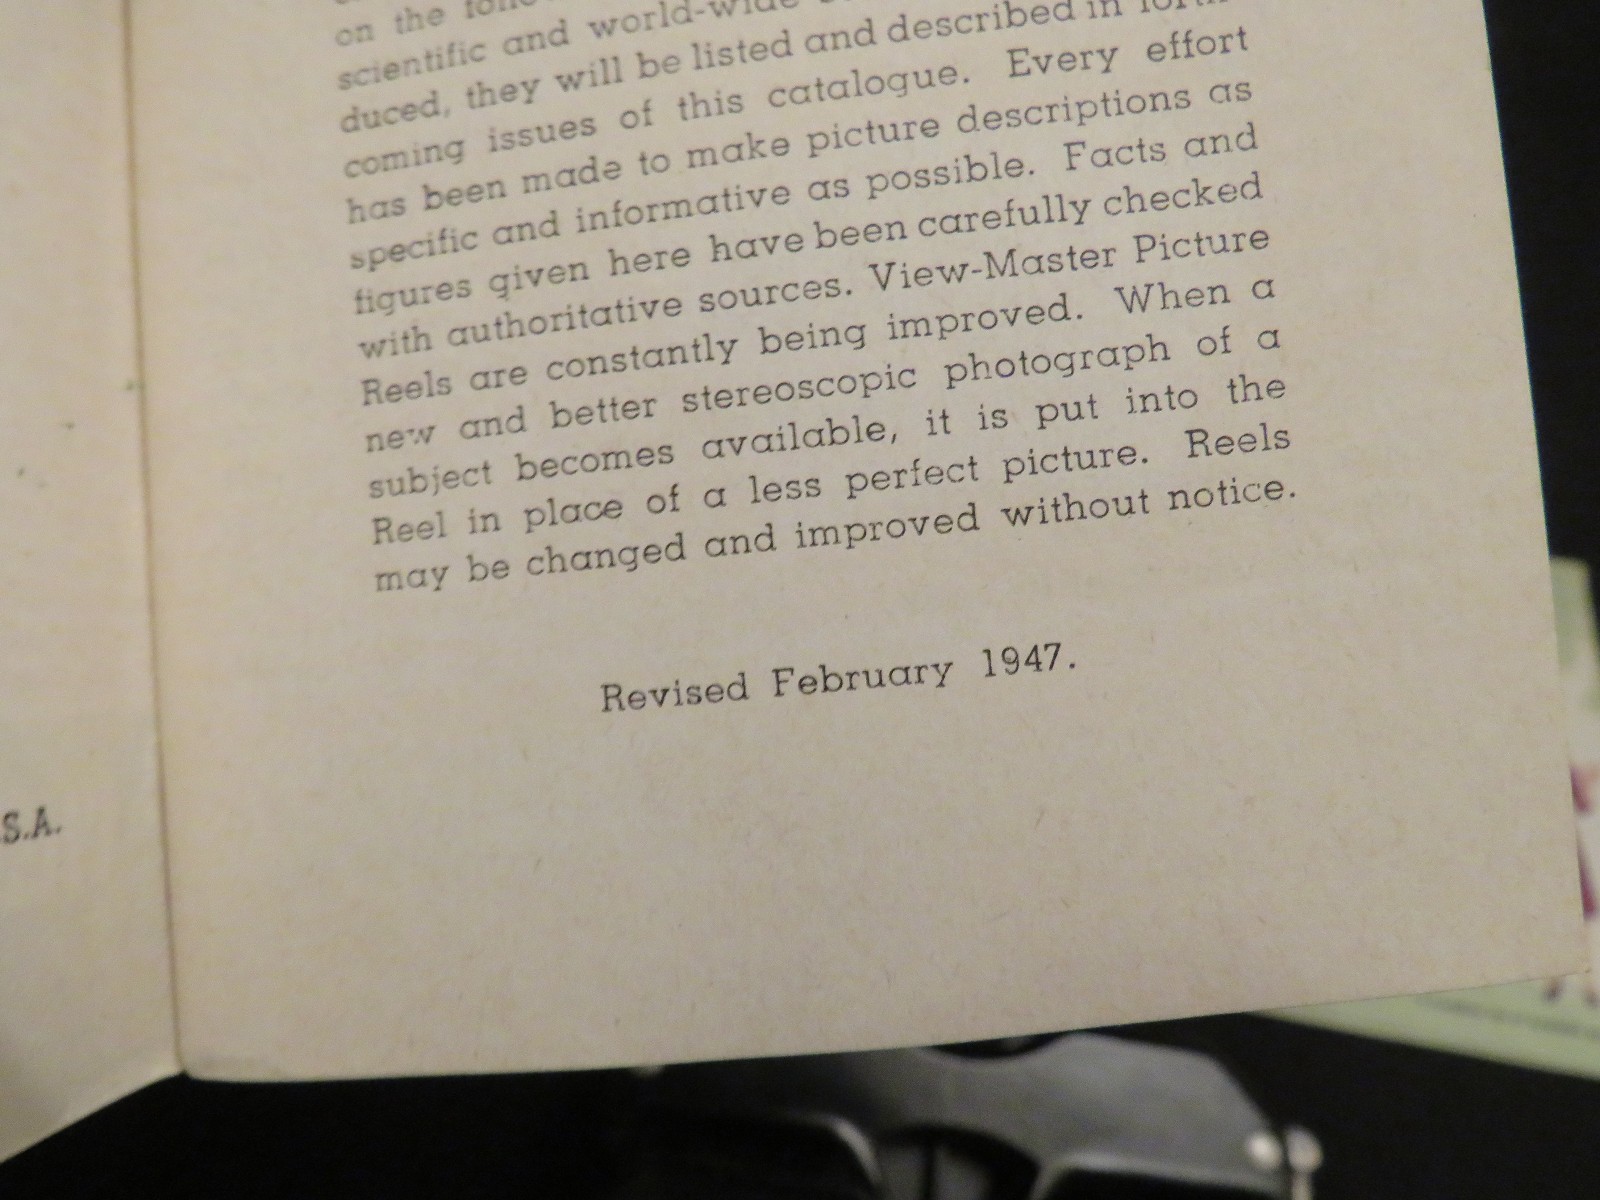 on the
scientific and world-wide
duced, they will be listed and described in forth-
coming issues of this catalogue. Every effort
has been made to make picture descriptions as
specific and informative as possible. Facts and
figures given here have been carefully checked
with authoritative sources. View-Master Picture
Reels are constantly being improved. When a
new and better stereoscopic photograph of a
subject becomes available, it is put into the
Reel in place of a less perfect picture. Reels
may be changed and improved without notice.
Revised February 1947.
S.A.